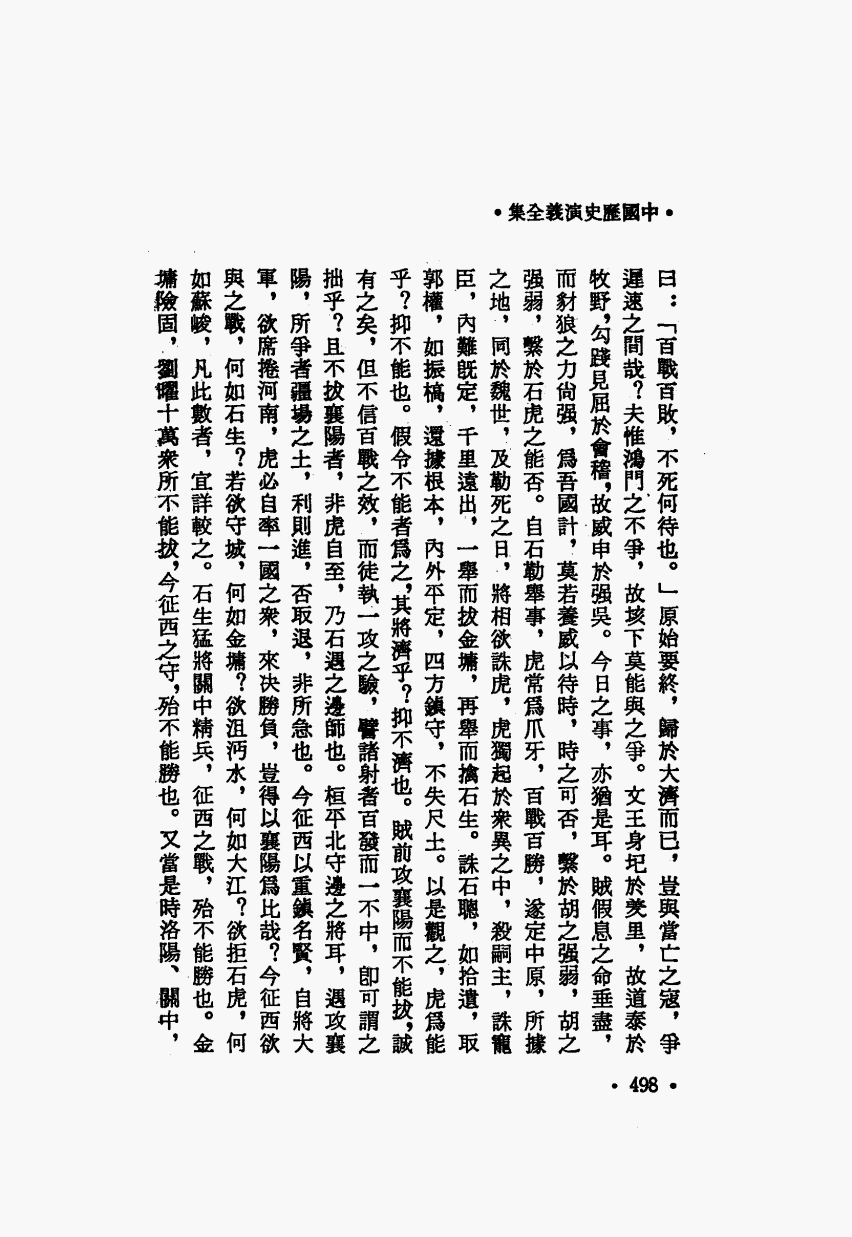 •中國歷史演義全集•
曰：「百戰百敗，不死何待也。」原始要終，歸於大濟而已，豈與當亡之寇，爭
遲速之間哉？夫惟鴻門之不爭，故垓下莫能與之爭。文王身圮於羑里，故道泰於
牧野，勾踐見屈於會稽，故威申於强吳。今日之事，亦猶是耳。賊假息之命垂盡，
而豺狼之力尚强，爲吾國計，莫若養威以待時，時之可否，繫於胡之强弱，胡之
强弱，繫於石虎之能否。自石勒舉事，虎常爲爪牙，百戰百勝，遂定中原，所據
之地，同於魏世，及勒死之日，將相欲誅虎，虎獨起於衆異之中，殺嗣主，誅寵
臣，內難既定，千里遠出，一舉而拔金墉，再舉而擒石生。誅石聰，如拾遺，取
郭權，如振槁，還據根本，內外平定，四方鎮守，不失尺土。以是觀之，虎爲能
乎？抑不能也。假令不能者爲之，其將濟乎？抑不濟也。賊前攻襄陽而不能拔，誠
有之矣，但不信百戰之效，而徒執一攻之驗，譬諸射者百發而一不中，卽可謂之
拙乎？且不拔襄陽者，非虎自至，乃石遇之邊師也。桓平北守邊之將耳，遇攻襄
陽，所爭者疆場之土，利則進，否取退，非所急也。今征西以重鎮名賢，自將大
軍，欲席捲河南，虎必自率一國之衆，來決勝負，豈得以襄陽爲比哉？今征西欲
與之戰，何如石生？若欲守城，何如金墉？欲沮沔水，何如大江？欲拒石虎，何
如蘇峻，凡此數者，宜詳較之。石生猛將關中精兵，征西之戰，殆不能勝也。金
墉險固，劉曜十萬衆所不能拔，今征西之守，殆不能勝也。又當是時洛陽、關中，
• 498 •